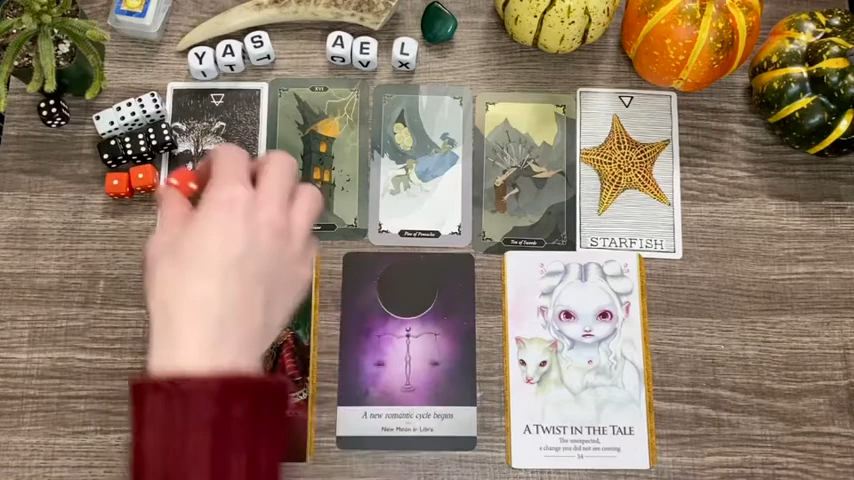 YAS AEL
I Y T C V X
XVI
Five of Pentacles
Ten of Swords
STARFISH
A new romantic cycle begins
New Moon in Libra
A TWIST IN THE TALE
The unexpected,
a change you did not see coming
34